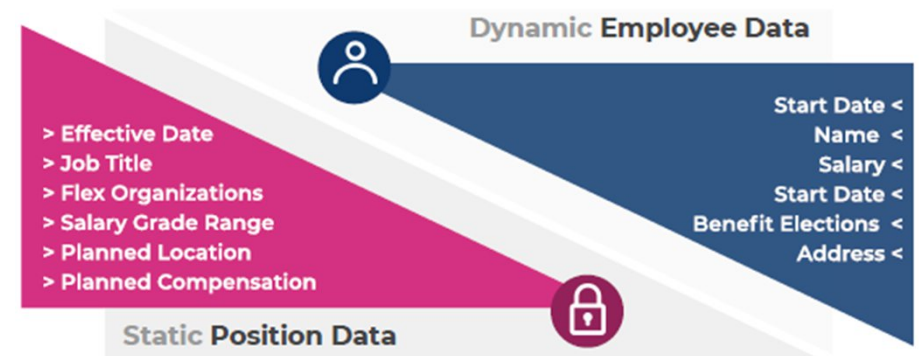 Dynamic Employee Data
Start Date <
Name <
Salary <
Start Date <
Benefit Elections <
Address <
> Effective Date
> Job Title
> Flex Organizations
> Salary Grade Range
> Planned Location
> Planned Compensation
Static Position Data